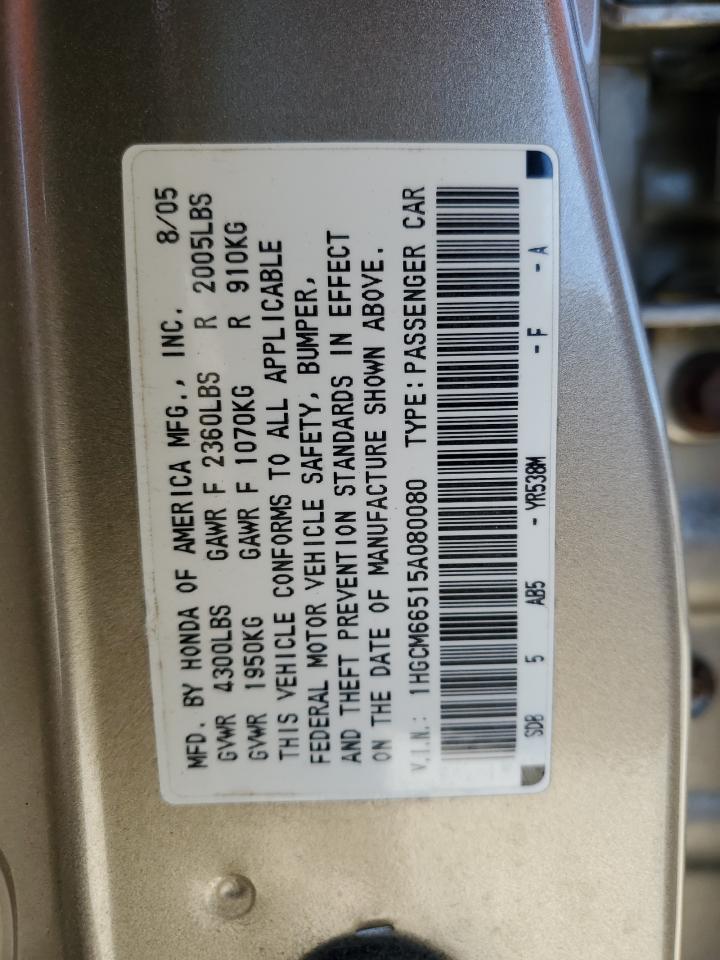 MFD. BY HONDA OF AMERICA MFG., INC. 8/05
GVWR 4300LBS GAWR F 2360LBS R 2005LBS
GVWR 1950KG GAWR F 1070KG R 910KG
THIS VEHICLE CONFORMS TO ALL APPLICABLE
FEDERAL MOTOR VEHICLE SAFETY, BUMPER,
AND THEFT PREVENTION STANDARDS IN EFFECT
ON THE DATE OF MANUFACTURE SHOWN ABOVE.
V.I.N.: 1HGCM66515A080080 TYPE:PASSENGER CAR
SDB 5 AB5 - YR538M - F - A